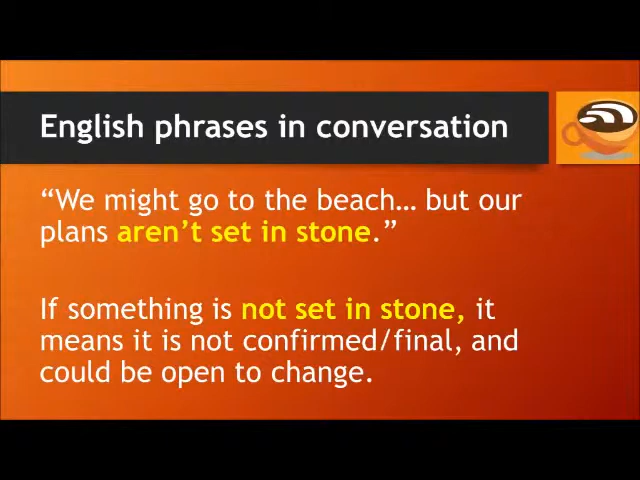 English phrases in conversation
“We might go to the beach… but our
plans aren’t set in stone.”
If something is not set in stone, it
means it is not confirmed/final, and
could be open to change.